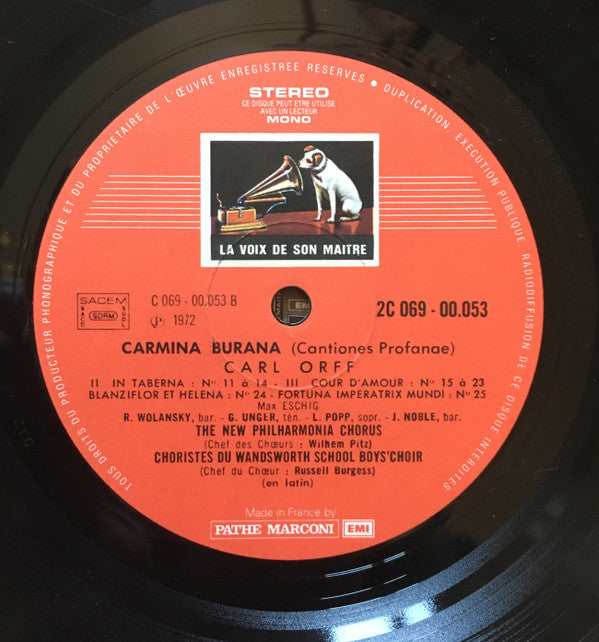 TOUS DROITS DU PRODUCTEUR PHONOGRAPHIQUE ET DU PROPRIETAIRE DE L'ŒUVRE ENREGISTREE RESERVES • DUPLICATION, EXECUTION PUBLIQUE, RADIODIFFUSION DE CE DISQUE INTERDITES •
STEREO
CE DISQUE PEUT ETRE UTILISE
AVEC UN LECTEUR
MONO
LA VOIX DE SON MAITRE
SACEM
SDRM
C 069 - 00.053 B
℗ 1972
2C 069 - 00.053
CARMINA BURANA (Cantiones Profanae)
CARL ORFF
II IN TABERNA : Nos 11 à 14 - III COUR D'AMOUR : Nos 15 à 23
BLANZIFLOR ET HELENA : No 24 - FORTUNA IMPERATRIX MUNDI : No 25
Max ESCHIG
R. WOLANSKY, bar. - G. UNGER, tén. - L. POPP, sopr. - J. NOBLE, bar.
THE NEW PHILHARMONIA CHORUS
(Chef des Chœurs : Wilhem Pitz)
CHORISTES DU WANDSWORTH SCHOOL BOYS'CHOIR
(Chef du Chœur : Russell Burgess)
(en latin)
Made in France by
PATHE MARCONI EMI